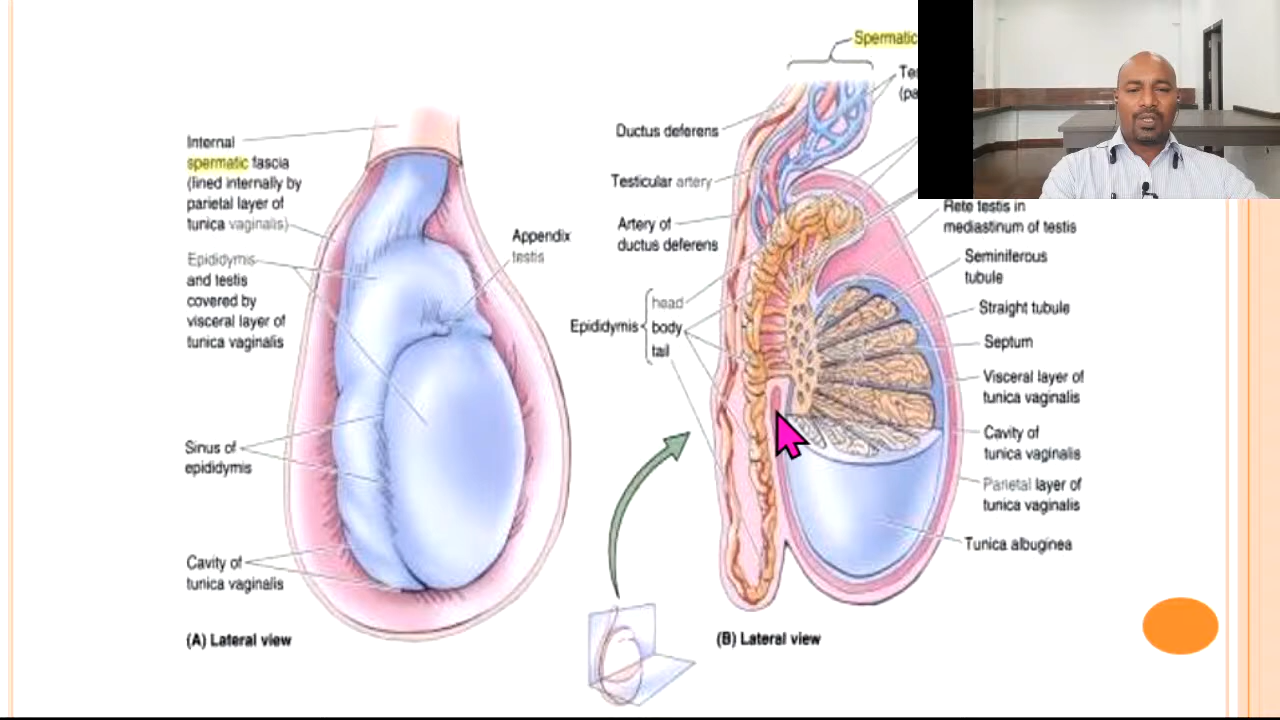 Internal
spermatic fascia
(lined internally by
parietal layer of
tunica vaginalis)
Epididymis
and testis
covered by
visceral layer of
tunica vaginalis
Sinus of
epididymis
Cavity of
tunica vaginalis
(A) Lateral view
Appendix
testis
Spermatic
Ductus deferens
Testicular artery
Artery of
ductus deferens
Epididymis
head
body
tail
(B) Lateral view
Rete testis in
mediastinum of testis
Seminiferous
tubule
Straight tubule
Septum
Visceral layer of
tunica vaginalis
Cavity of
tunica vaginalis
Parietal layer of
tunica vaginalis
Tunica albuginea